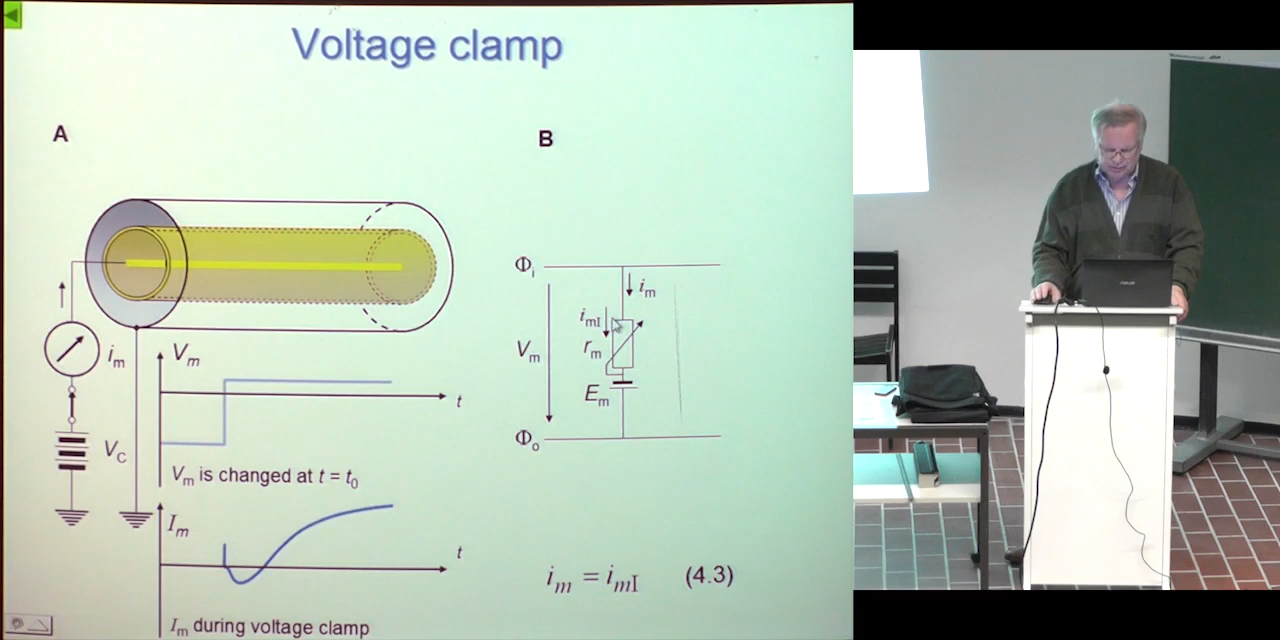 Voltage clamp
A
B
Φi
im
imI
Vm
rm
Em
Φo
im
Vm
t
VC
Vm is changed at t = t0
Im
t
im = imI (4.3)
Im during voltage clamp